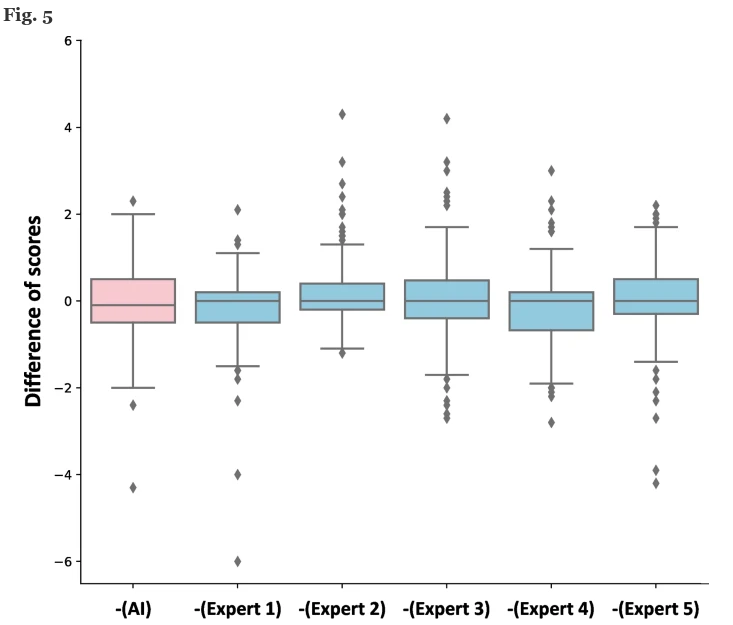 Fig. 5
6
4
2
0
−2
−4
−6
Difference of scores
-(AI) -(Expert 1) -(Expert 2) -(Expert 3) -(Expert 4) -(Expert 5)